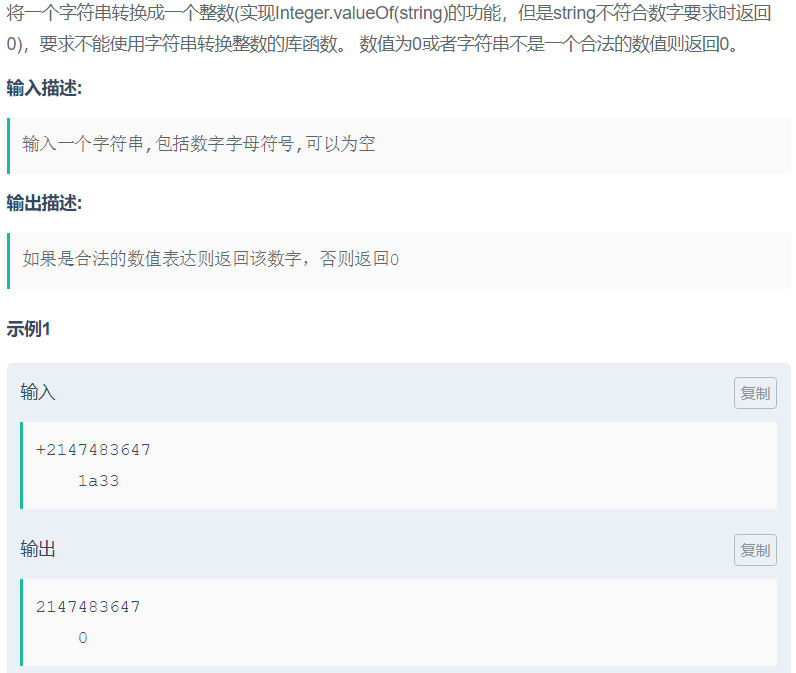 将一个字符串转换成一个整数(实现Integer.valueOf(string)的功能，但是string不符合数字要求时返回
0)，要求不能使用字符串转换整数的库函数。 数值为0或者字符串不是一个合法的数值则返回0。
输入描述:
输入一个字符串,包括数字字母符号,可以为空
输出描述:
如果是合法的数值表达则返回该数字，否则返回0
示例1
输入
复制
+2147483647
1a33
输出
复制
2147483647
0